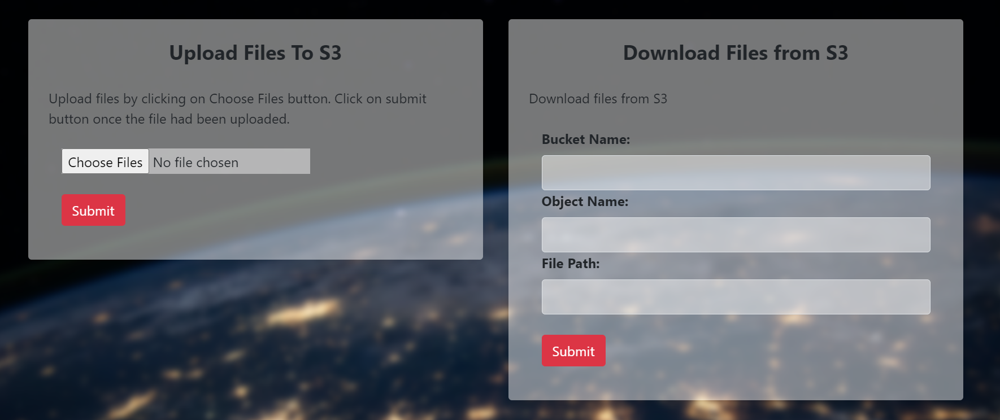 Upload Files To S3
Upload files by clicking on Choose Files button. Click on submit
button once the file had been uploaded.
Choose Files No file chosen
Submit
Download Files from S3
Download files from S3
Bucket Name:
Object Name:
File Path:
Submit